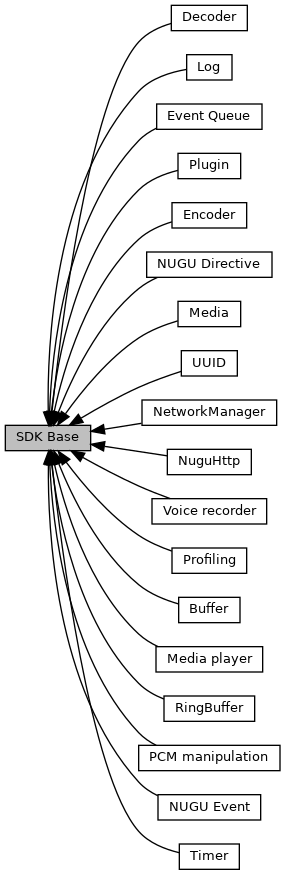 Decoder
Log
Event Queue
Plugin
Encoder
NUGU Directive
Media
UUID
NetworkManager
SDK Base
NuguHttp
Voice recorder
Profiling
Buffer
Media player
RingBuffer
PCM manipulation
NUGU Event
Timer